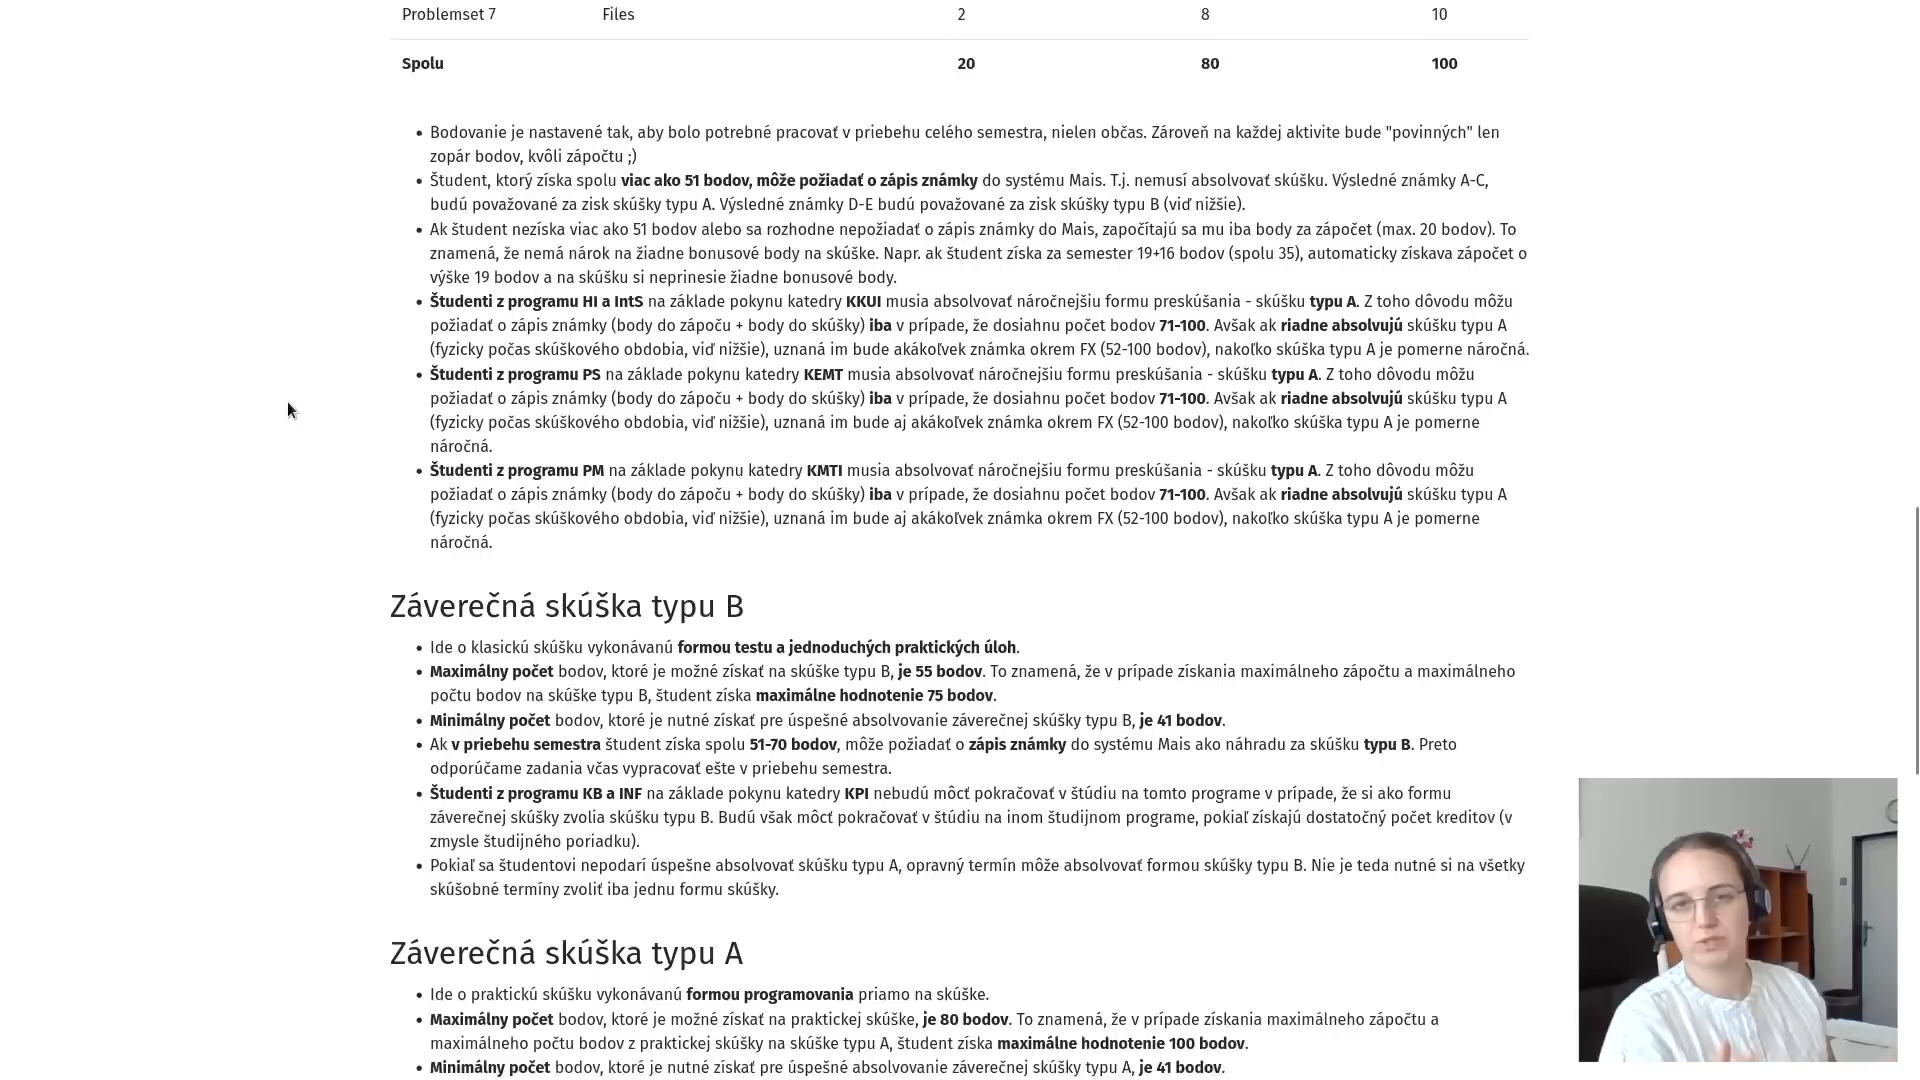 Problemset 7 Files 2 8 10
Spolu 20 80 100
• Bodovanie je nastavené tak, aby bolo potrebné pracovať v priebehu celého semestra, nielen občas. Zároveň na každej aktivite bude "povinných" len
zopár bodov, kvôli zápočtu ;)
• Študent, ktorý získa spolu viac ako 51 bodov, môže požiadať o zápis známky do systému Mais. T.j. nemusí absolvovať skúšku. Výsledné známky A-C,
budú považované za zisk skúšky typu A. Výsledné známky D-E budú považované za zisk skúšky typu B (viď nižšie).
• Ak študent nezíska viac ako 51 bodov alebo sa rozhodne nepožiadať o zápis známky do Mais, započítajú sa mu iba body za zápočet (max. 20 bodov). To
znamená, že nemá nárok na žiadne bonusové body na skúške. Napr. ak študent získa za semester 19+16 bodov (spolu 35), automaticky získava zápočet o
výške 19 bodov a na skúšku si neprinesie žiadne bonusové body.
• Študenti z programu HI a IntS na základe pokynu katedry KKUI musia absolvovať náročnejšiu formu preskúšania - skúšku typu A. Z toho dôvodu môžu
požiadať o zápis známky (body do zápoču + body do skúšky) iba v prípade, že dosiahnu počet bodov 71-100. Avšak ak riadne absolvujú skúšku typu A
(fyzicky počas skúškového obdobia, viď nižšie), uznaná im bude akákoľvek známka okrem FX (52-100 bodov), nakoľko skúška typu A je pomerne náročná.
• Študenti z programu PS na základe pokynu katedry KEMT musia absolvovať náročnejšiu formu preskúšania - skúšku typu A. Z toho dôvodu môžu
požiadať o zápis známky (body do zápoču + body do skúšky) iba v prípade, že dosiahnu počet bodov 71-100. Avšak ak riadne absolvujú skúšku typu A
(fyzicky počas skúškového obdobia, viď nižšie), uznaná im bude aj akákoľvek známka okrem FX (52-100 bodov), nakoľko skúška typu A je pomerne
náročná.
• Študenti z programu PM na základe pokynu katedry KMTI musia absolvovať náročnejšiu formu preskúšania - skúšku typu A. Z toho dôvodu môžu
požiadať o zápis známky (body do zápoču + body do skúšky) iba v prípade, že dosiahnu počet bodov 71-100. Avšak ak riadne absolvujú skúšku typu A
(fyzicky počas skúškového obdobia, viď nižšie), uznaná im bude aj akákoľvek známka okrem FX (52-100 bodov), nakoľko skúška typu A je pomerne
náročná.
Záverečná skúška typu B
• Ide o klasickú skúšku vykonávanú formou testu a jednoduchých praktických úloh.
• Maximálny počet bodov, ktoré je možné získať na skúške typu B, je 55 bodov. To znamená, že v prípade získania maximálneho zápočtu a maximálneho
počtu bodov na skúške typu B, študent získa maximálne hodnotenie 75 bodov.
• Minimálny počet bodov, ktoré je nutné získať pre úspešné absolvovanie záverečnej skúšky typu B, je 41 bodov.
• Ak v priebehu semestra študent získa spolu 51-70 bodov, môže požiadať o zápis známky do systému Mais ako náhradu za skúšku typu B. Preto
odporúčame zadania včas vypracovať ešte v priebehu semestra.
• Študenti z programu KB a INF na základe pokynu katedry KPI nebudú môcť pokračovať v štúdiu na tomto programe v prípade, že si ako formu
záverečnej skúšky zvolia skúšku typu B. Budú však môcť pokračovať v štúdiu na inom študijnom programe, pokiaľ získajú dostatočný počet kreditov (v
zmysle študijného poriadku).
• Pokiaľ sa študentovi nepodarí úspešne absolvovať skúšku typu A, opravný termín môže absolvovať formou skúšky typu B. Nie je teda nutné si na všetky
skúšobné termíny zvoliť iba jednu formu skúšky.
Záverečná skúška typu A
• Ide o praktickú skúšku vykonávanú formou programovania priamo na skúške.
• Maximálny počet bodov, ktoré je možné získať na praktickej skúške, je 80 bodov. To znamená, že v prípade získania maximálneho zápočtu a
maximálneho počtu bodov z praktickej skúšky na skúške typu A, študent získa maximálne hodnotenie 100 bodov.
• Minimálny počet bodov, ktoré je nutné získať pre úspešné absolvovanie záverečnej skúšky typu A, je 41 bodov.